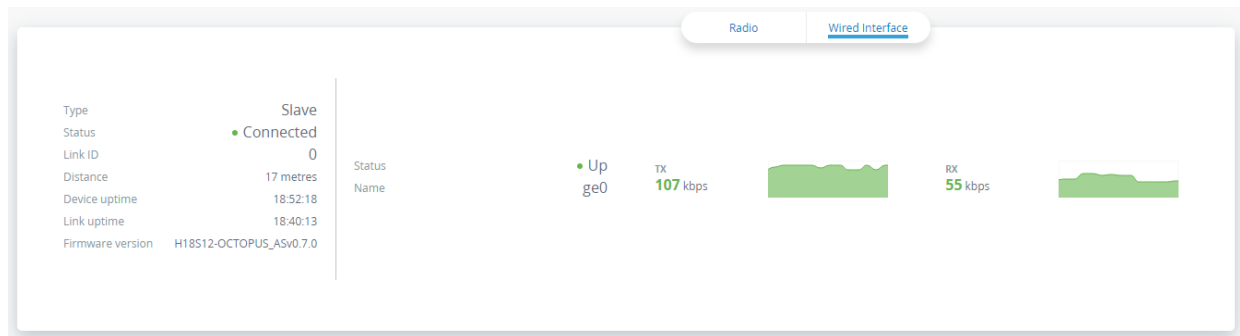 Radio Wired Interface
Type Slave
Status Connected
Link ID 0
Distance 17 metres
Device uptime 18:52:18
Link uptime 18:40:13
Firmware version H18S12-OCTOPUS_ASv0.7.0
Status Up
Name ge0
TX
107 kbps
RX
55 kbps